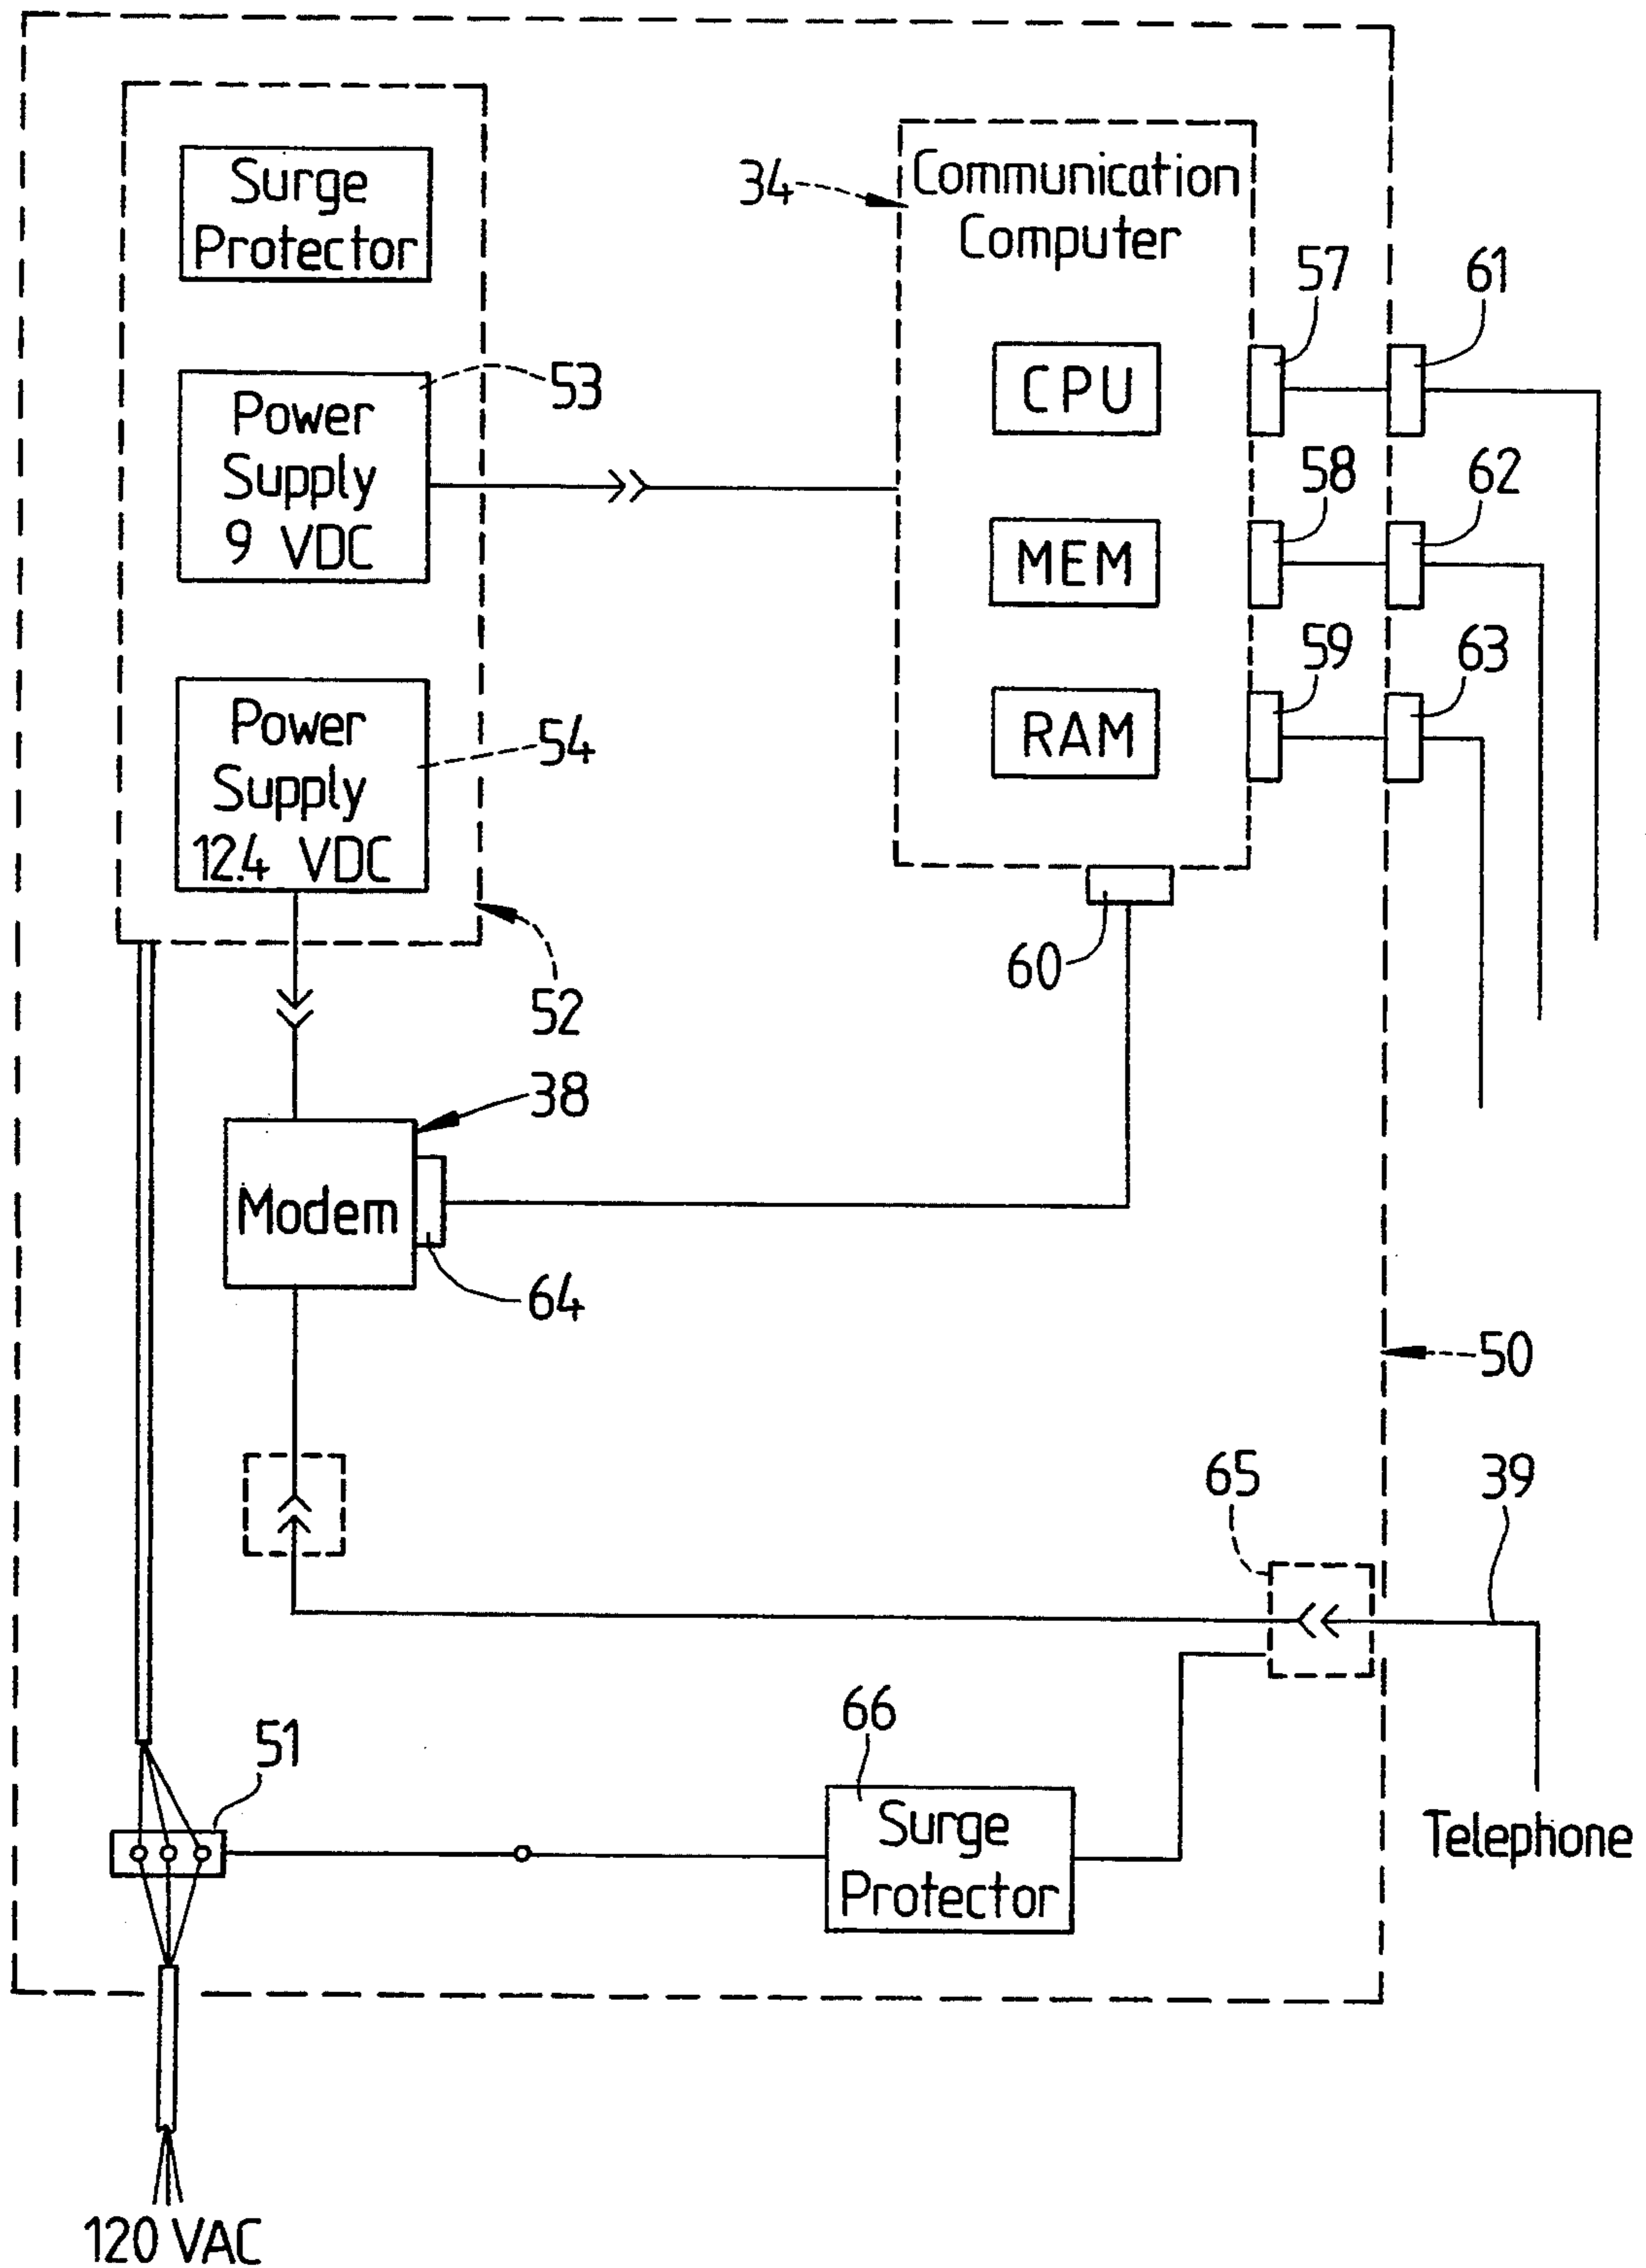 Surge
Protector
34
Communication
Computer
57
61
53
Power
Supply
9 VDC
CPU
58
62
MEM
59
63
54
Power
Supply
12.4 VDC
RAM
60
52
38
Modem
64
50
65
39
66
51
Surge
Protector
Telephone
120 VAC